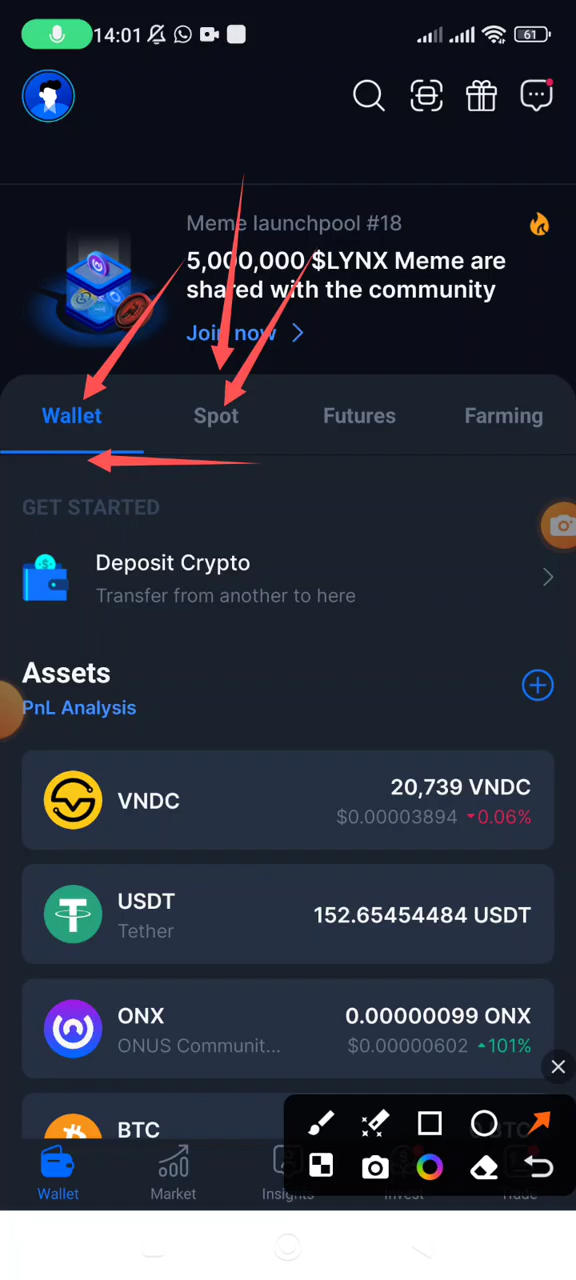 14:01
61
Meme launchpool #18
5,000,000 $LYNX Meme are
shared with the community
Join now
Wallet Spot Futures Farming
GET STARTED
Deposit Crypto
Transfer from another to here
Assets
PnL Analysis
VNDC
20,739 VNDC
$0.00003894 0.06%
USDT
Tether
152.65454484 USDT
ONX
0.00000099 ONX
ONUS Communit...
$0.00000602 101%
BTC
Wallet Market Insights Invest Trade